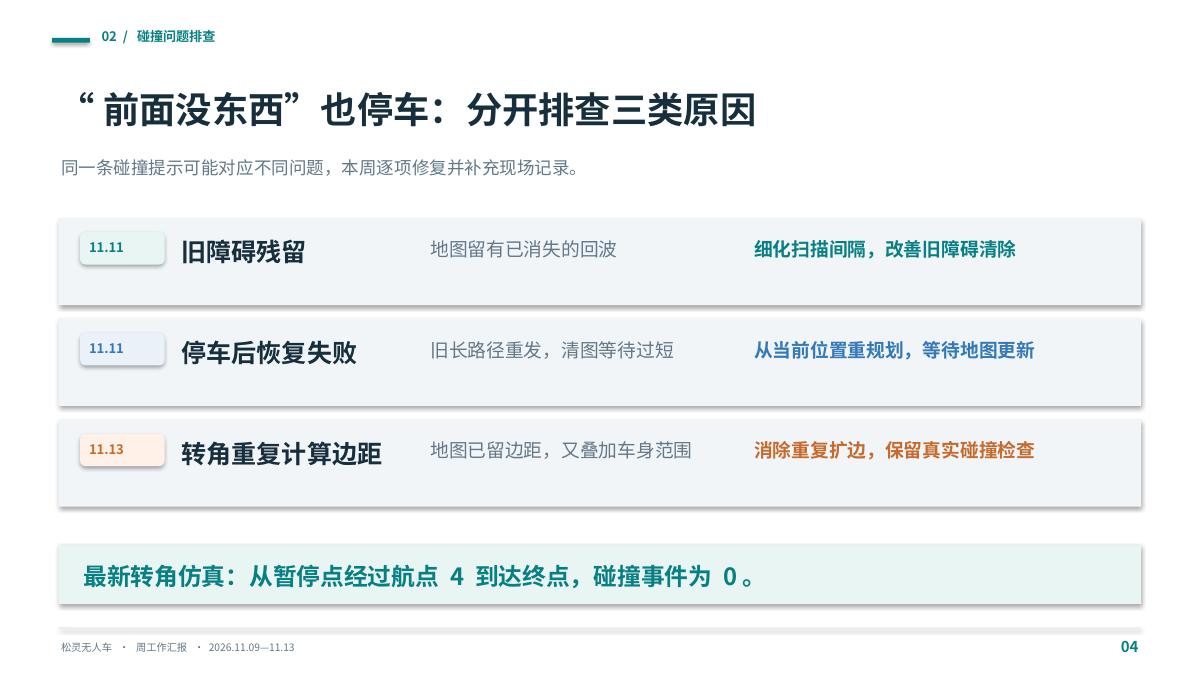 02 / 碰撞问题排查
“前面没东西”也停车：分开排查三类原因
同一条碰撞提示可能对应不同问题，本周逐项修复并补充现场记录。
11.11 旧障碍残留 地图留有已消失的回波 细化扫描间隔，改善旧障碍清除
11.11 停车后恢复失败 旧长路径重发，清图等待过短 从当前位置重规划，等待地图更新
11.13 转角重复计算边距 地图已留边距，又叠加车身范围 消除重复扩边，保留真实碰撞检查
最新转角仿真：从暂停点经过航点 4 到达终点，碰撞事件为 0。
松灵无人车 · 周工作汇报 · 2026.11.09—11.13 04